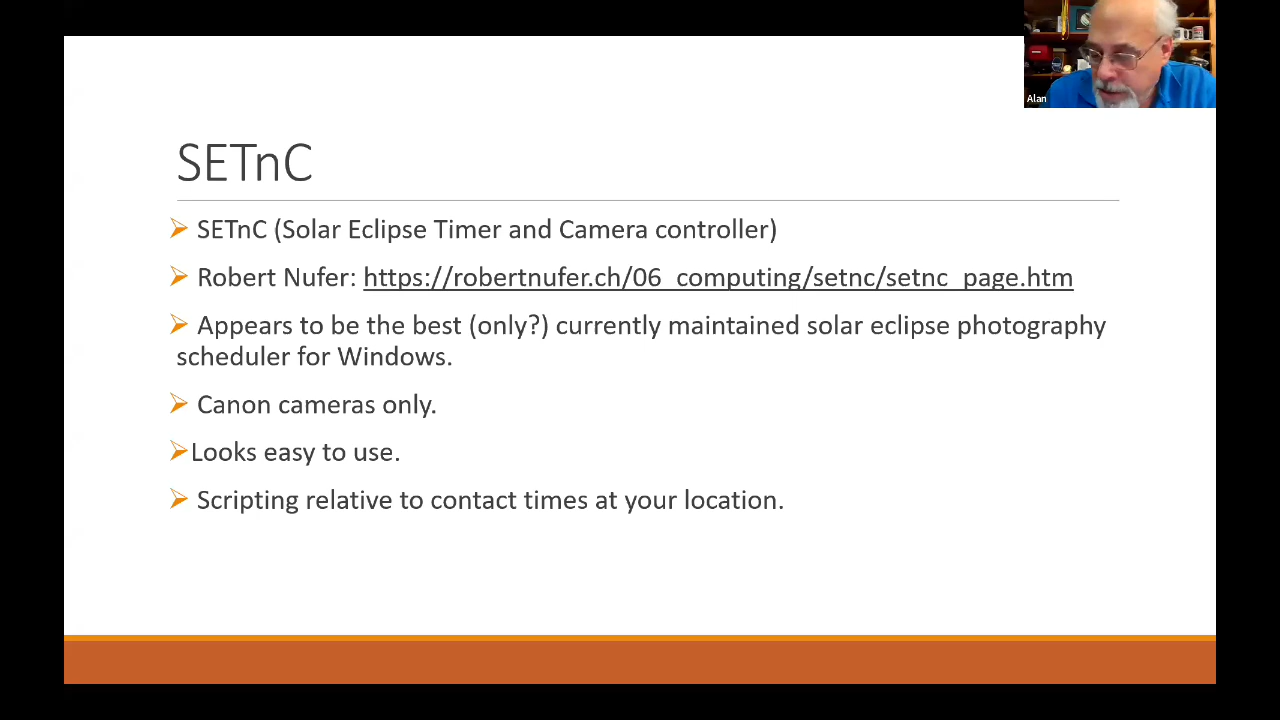 Alan
SETnC
SETnC (Solar Eclipse Timer and Camera controller)
Robert Nufer: https://robertnufer.ch/06_computing/setnc/setnc_page.htm
Appears to be the best (only?) currently maintained solar eclipse photography
scheduler for Windows.
Canon cameras only.
Looks easy to use.
Scripting relative to contact times at your location.